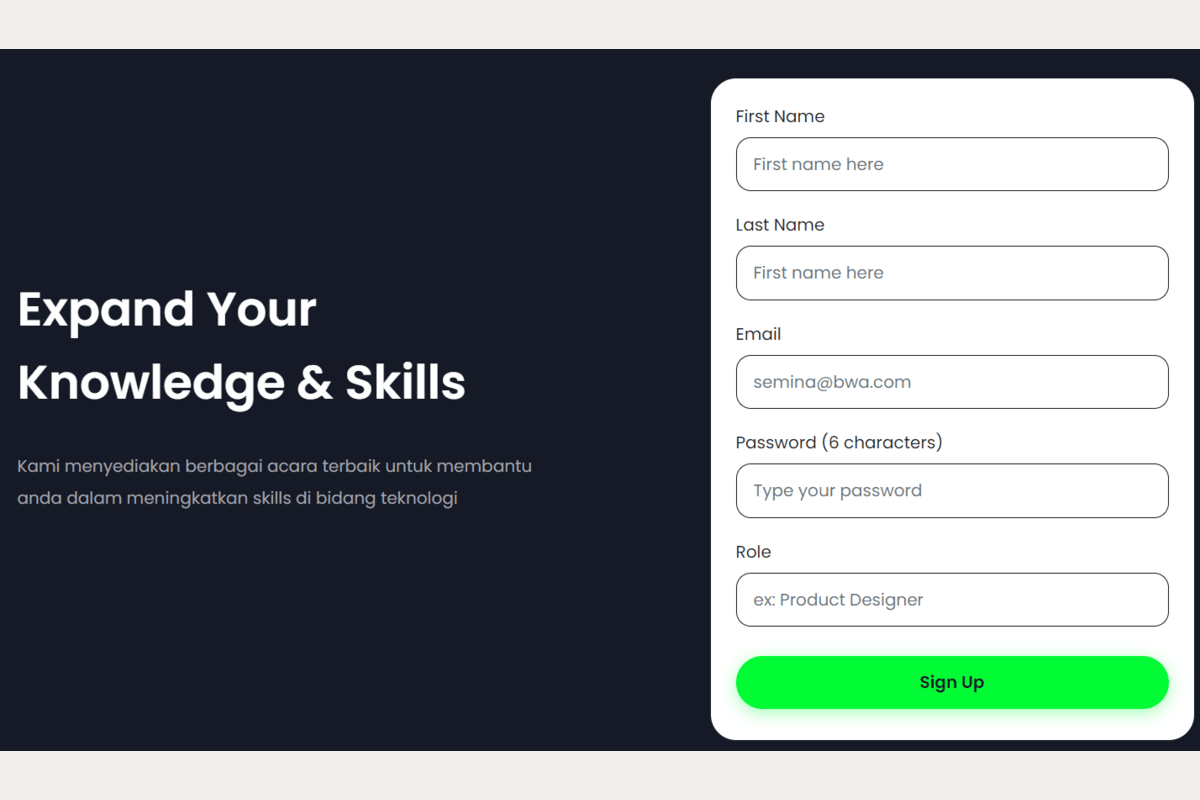 Expand Your
Knowledge & Skills
Kami menyediakan berbagai acara terbaik untuk membantu
anda dalam meningkatkan skills di bidang teknologi
First Name
First name here
Last Name
First name here
Email
semina@bwa.com
Password (6 characters)
Type your password
Role
ex: Product Designer
Sign Up